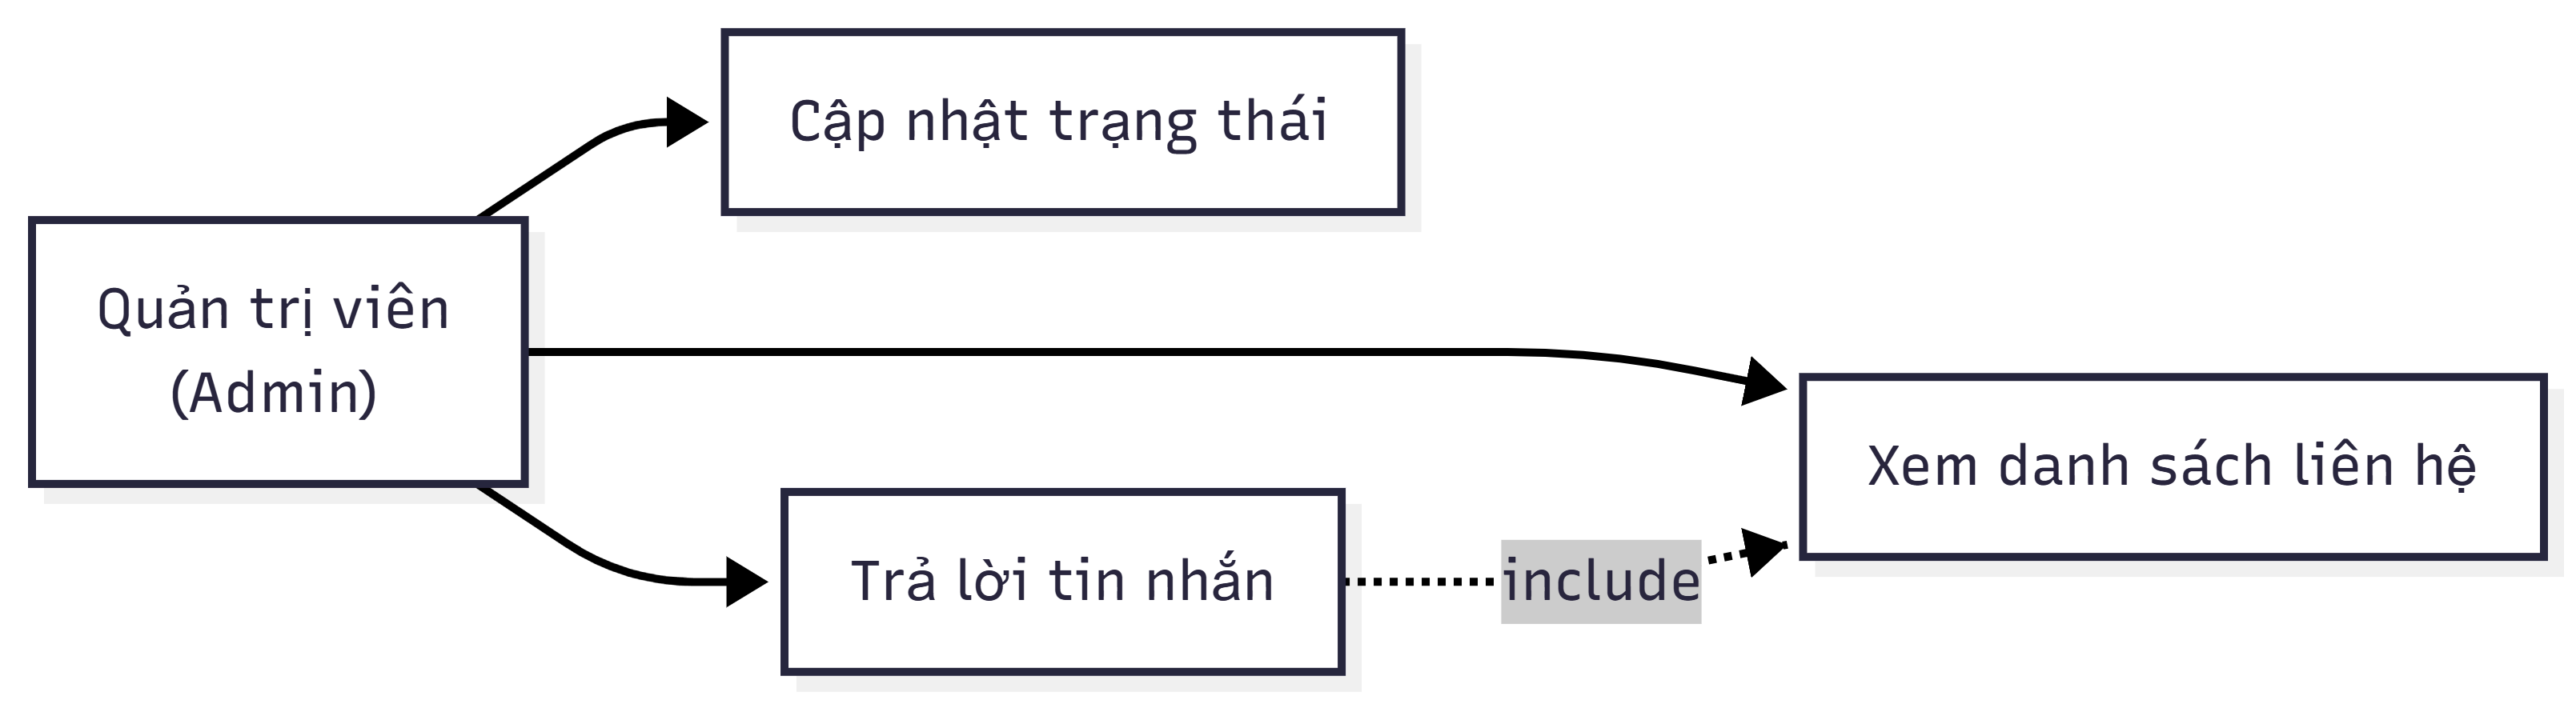 Cập nhật trạng thái
Quản trị viên
(Admin)
Xem danh sách liên hệ
Trả lời tin nhắn
include